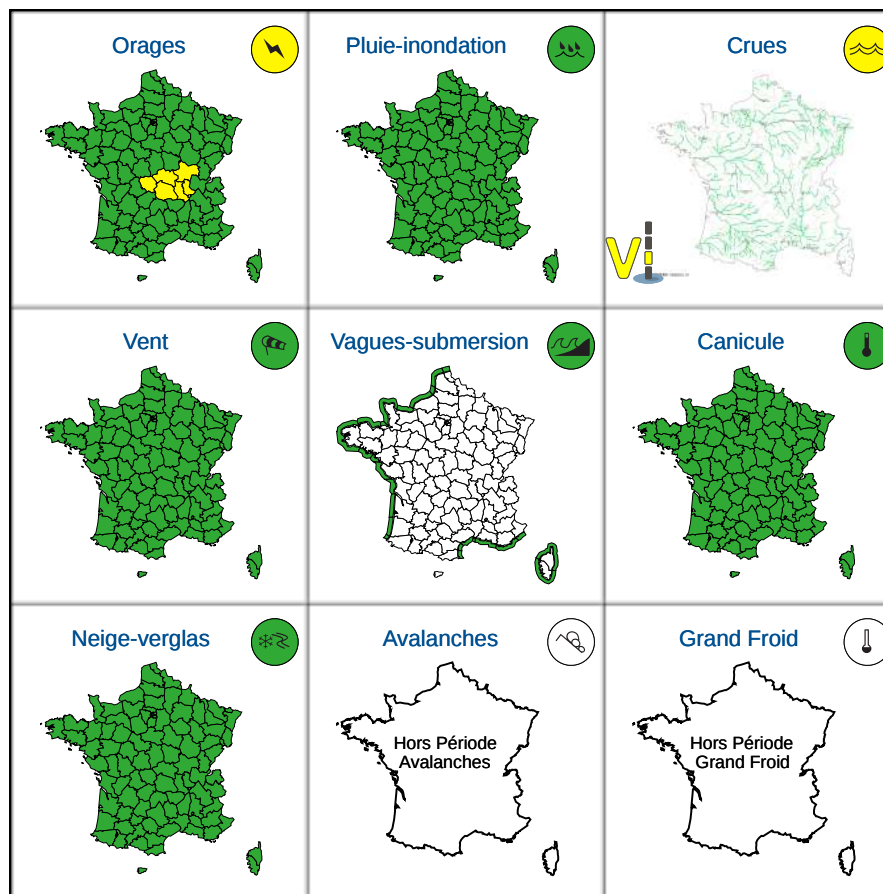 Orages
Pluie-inondation
Crues
Vent
Vagues-submersion
Canicule
Neige-verglas
Avalanches
Grand Froid
Hors Période
Avalanches
Hors Période
Grand Froid